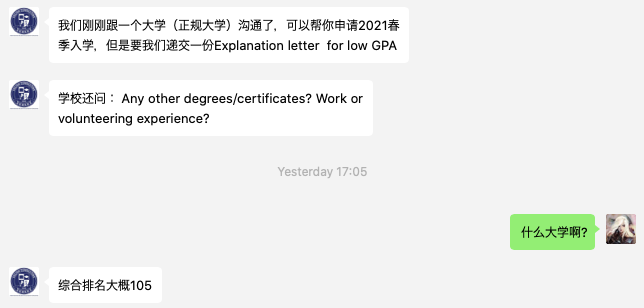 我们刚刚跟一个大学（正规大学）沟通了，可以帮你申请2021春
季入学，但是要我们递交一份Explanation letter  for low GPA
学校还问： Any other degrees/certificates? Work or
volunteering experience?
Yesterday 17:05
什么大学啊?
综合排名大概105